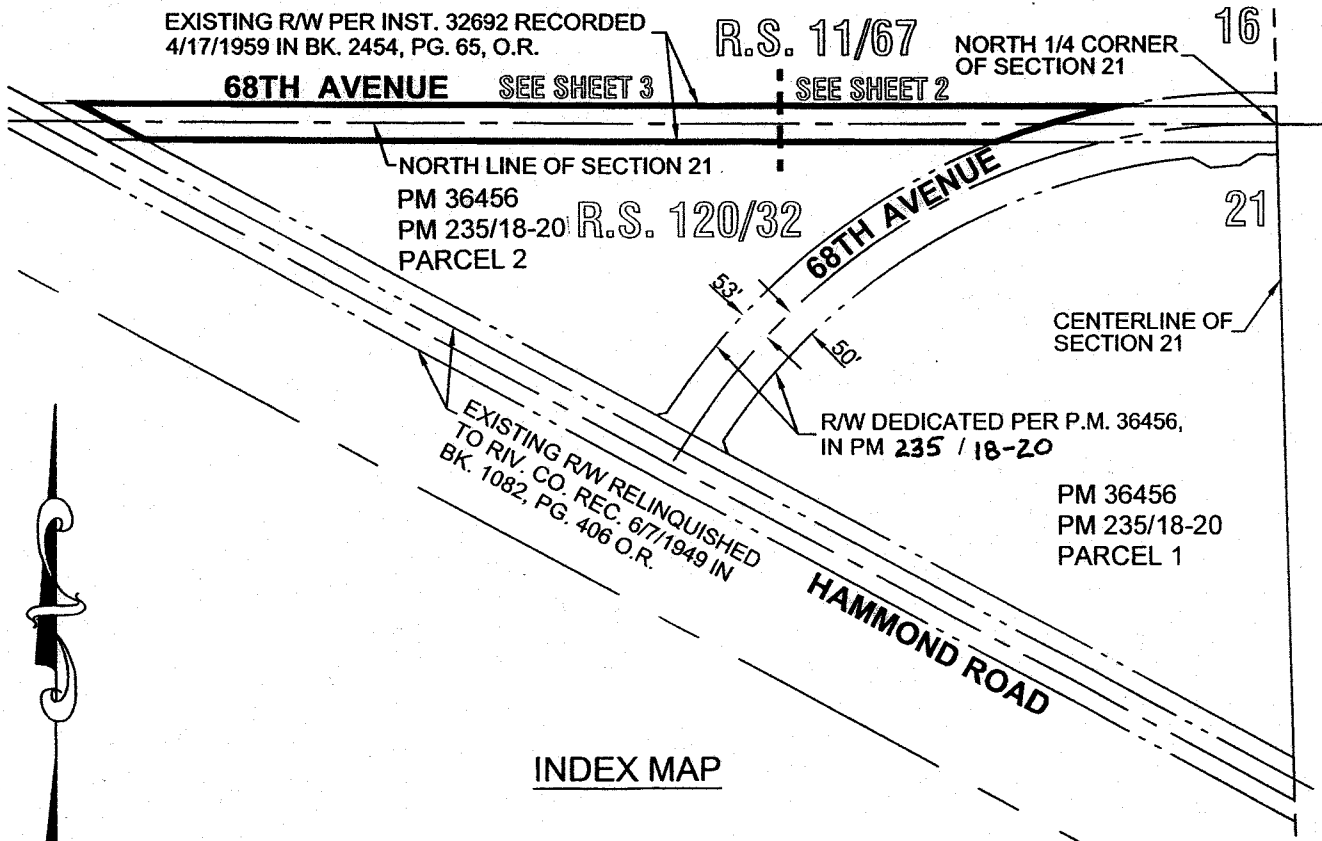 EXISTING R/W PER INST. 32692 RECORDED
4/17/1959 IN BK. 2454, PG. 65, O.R.
R.S. 11/67
NORTH 1/4 CORNER
OF SECTION 21
16
68TH AVENUE
SEE SHEET 3
SEE SHEET 2
NORTH LINE OF SECTION 21
PM 36456
PM 235/18-20
PARCEL 2
R.S. 120/32
68TH AVENUE
21
53'
50'
CENTERLINE OF
SECTION 21
EXISTING R/W RELINQUISHED
TO RIV. CO. REC. 6/7/1949 IN
BK. 1082, PG. 406 O.R.
R/W DEDICATED PER P.M. 36456,
IN PM 235 / 18-20
PM 36456
PM 235/18-20
PARCEL 1
HAMMOND ROAD
INDEX MAP